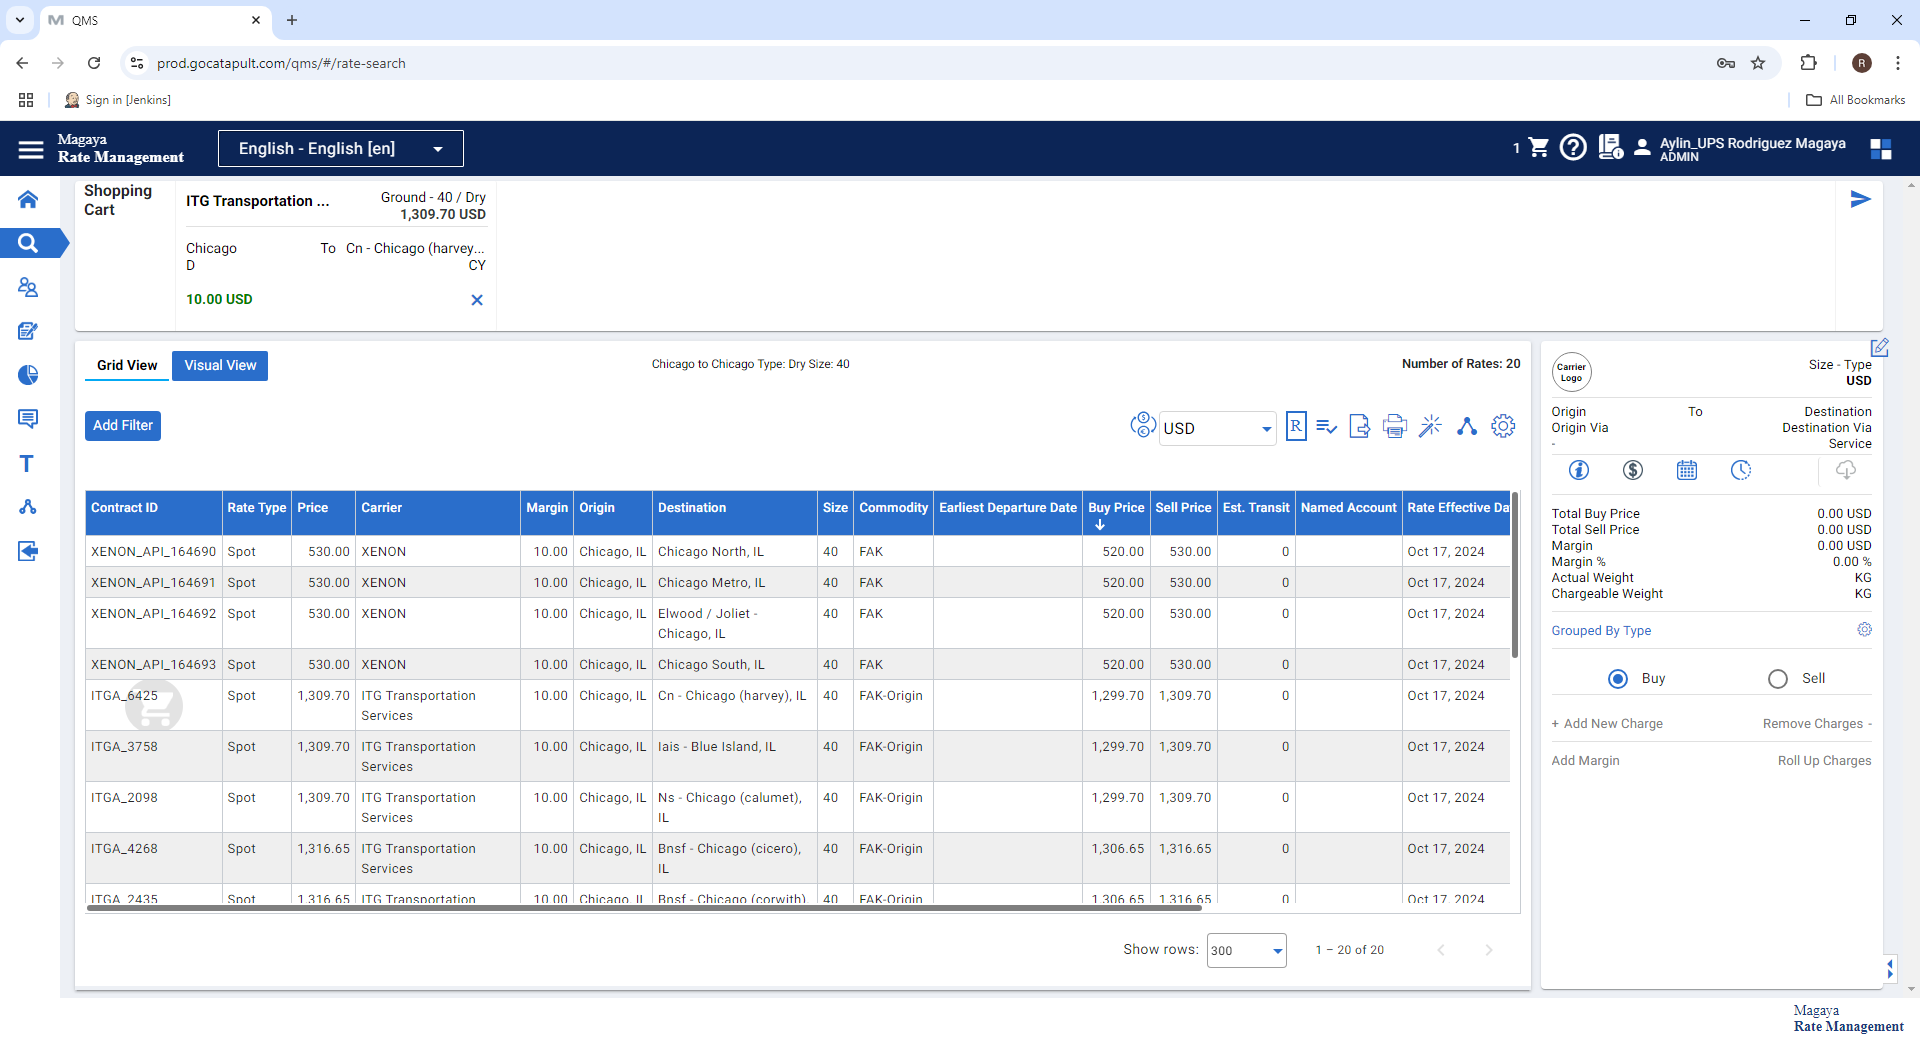 QMS
prod.gocatapult.com/qms/#/rate-search
R
Sign in [Jenkins]
All Bookmarks
Magaya
Rate Management
English - English [en]
1
Aylin_UPS Rodriguez Magaya
ADMIN
Shopping
Cart
ITG Transportation ...
Ground - 40 / Dry
1,309.70 USD
Chicago To Cn - Chicago (harvey...
D CY
10.00 USD
Grid View Visual View
Chicago to Chicago Type: Dry Size: 40
Number of Rates: 20
Add Filter
USD
R
Contract ID Rate Type Price Carrier Margin Origin Destination Size Commodity Earliest Departure Date Buy Price Sell Price Est. Transit Named Account Rate Effective Da
XENON_API_164690 Spot 530.00 XENON 10.00 Chicago, IL Chicago North, IL 40 FAK 520.00 530.00 0 Oct 17, 2024
XENON_API_164691 Spot 530.00 XENON 10.00 Chicago, IL Chicago Metro, IL 40 FAK 520.00 530.00 0 Oct 17, 2024
XENON_API_164692 Spot 530.00 XENON 10.00 Chicago, IL Elwood / Joliet - 40 FAK 520.00 530.00 0 Oct 17, 2024
Chicago, IL
XENON_API_164693 Spot 530.00 XENON 10.00 Chicago, IL Chicago South, IL 40 FAK 520.00 530.00 0 Oct 17, 2024
ITGA_6425 Spot 1,309.70 ITG Transportation 10.00 Chicago, IL Cn - Chicago (harvey), IL 40 FAK-Origin 1,299.70 1,309.70 0 Oct 17, 2024
Services
ITGA_3758 Spot 1,309.70 ITG Transportation 10.00 Chicago, IL Iais - Blue Island, IL 40 FAK-Origin 1,299.70 1,309.70 0 Oct 17, 2024
Services
ITGA_2098 Spot 1,309.70 ITG Transportation 10.00 Chicago, IL Ns - Chicago (calumet), 40 FAK-Origin 1,299.70 1,309.70 0 Oct 17, 2024
Services IL
ITGA_4268 Spot 1,316.65 ITG Transportation 10.00 Chicago, IL Bnsf - Chicago (cicero), 40 FAK-Origin 1,306.65 1,316.65 0 Oct 17, 2024
Services IL
ITGA_2435 Spot 1,316.65 ITG Transportation 10.00 Chicago, IL Bnsf - Chicago (corwith), 40 FAK-Origin 1,306.65 1,316.65 0 Oct 17, 2024
Show rows: 300 1 – 20 of 20
Carrier
Logo
Size - Type
USD
Origin To Destination
Origin Via Destination Via
- Service
Total Buy Price 0.00 USD
Total Sell Price 0.00 USD
Margin 0.00 USD
Margin % 0.00 %
Actual Weight KG
Chargeable Weight KG
Grouped By Type
Buy Sell
+ Add New Charge Remove Charges -
Add Margin Roll Up Charges
T
Magaya
Rate Management